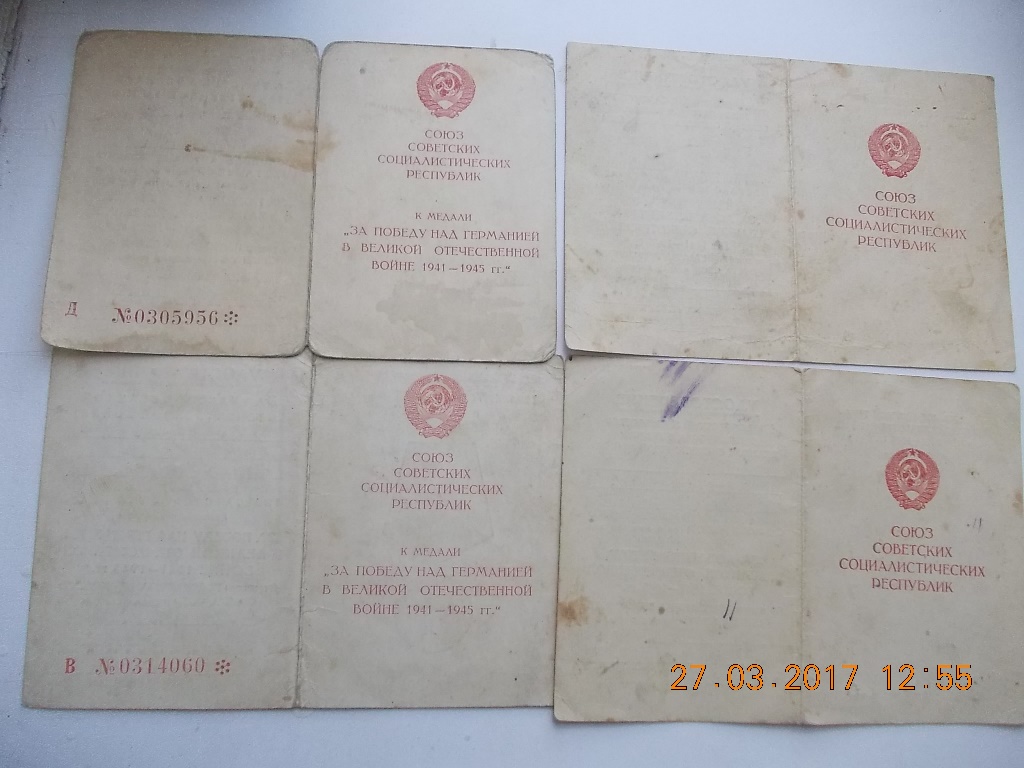 СОЮЗ
СОВЕТСКИХ
СОЦИАЛИСТИЧЕСКИХ
РЕСПУБЛИК
К МЕДАЛИ
„ЗА ПОБЕДУ НАД ГЕРМАНИЕЙ
В ВЕЛИКОЙ ОТЕЧЕСТВЕННОЙ
ВОЙНЕ 1941—1945 гг.“
Д №0305956
СОЮЗ
СОВЕТСКИХ
СОЦИАЛИСТИЧЕСКИХ
РЕСПУБЛИК
СОЮЗ
СОВЕТСКИХ
СОЦИАЛИСТИЧЕСКИХ
РЕСПУБЛИК
К МЕДАЛИ
„ЗА ПОБЕДУ НАД ГЕРМАНИЕЙ
В ВЕЛИКОЙ ОТЕЧЕСТВЕННОЙ
ВОЙНЕ 1941—1945 гг.“
В №0314060
СОЮЗ
СОВЕТСКИХ
СОЦИАЛИСТИЧЕСКИХ
РЕСПУБЛИК
11
27.03.2017 12:55